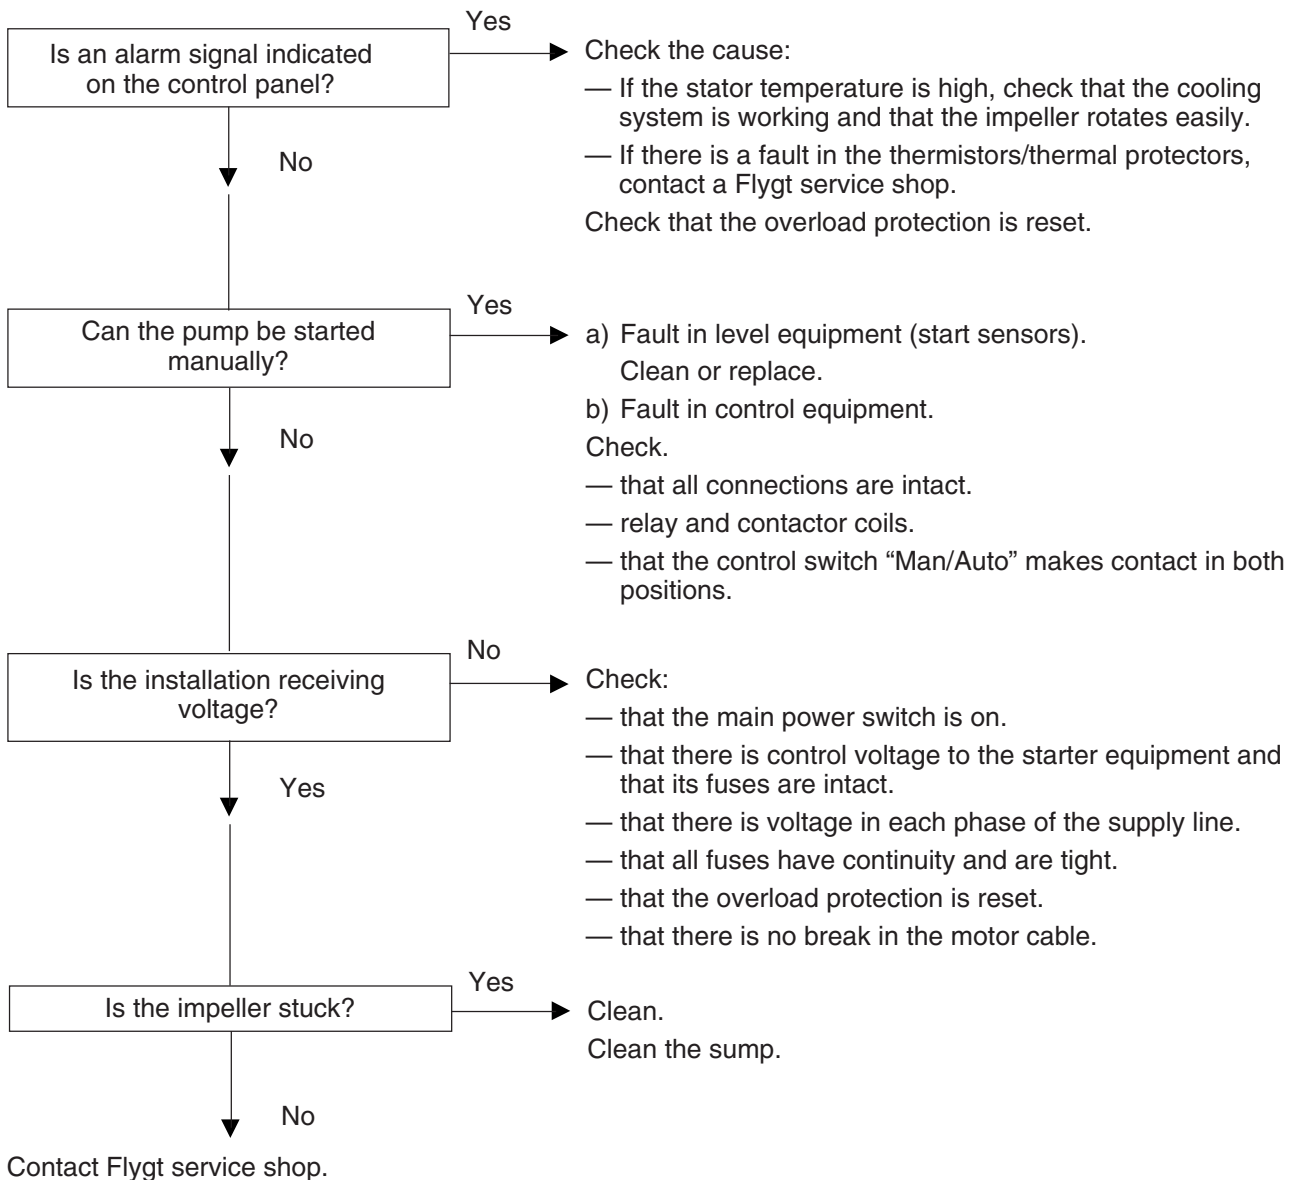 Is an alarm signal indicated
on the control panel?
Yes
Check the cause:
— If the stator temperature is high, check that the cooling
system is working and that the impeller rotates easily.
— If there is a fault in the thermistors/thermal protectors,
contact a Flygt service shop.
Check that the overload protection is reset.
No
Can the pump be started
manually?
Yes
a) Fault in level equipment (start sensors).
Clean or replace.
b) Fault in control equipment.
Check.
— that all connections are intact.
— relay and contactor coils.
— that the control switch “Man/Auto” makes contact in both
positions.
No
Is the installation receiving
voltage?
No
Check:
— that the main power switch is on.
— that there is control voltage to the starter equipment and
that its fuses are intact.
— that there is voltage in each phase of the supply line.
— that all fuses have continuity and are tight.
— that the overload protection is reset.
— that there is no break in the motor cable.
Yes
Is the impeller stuck?
Yes
Clean.
Clean the sump.
No
Contact Flygt service shop.